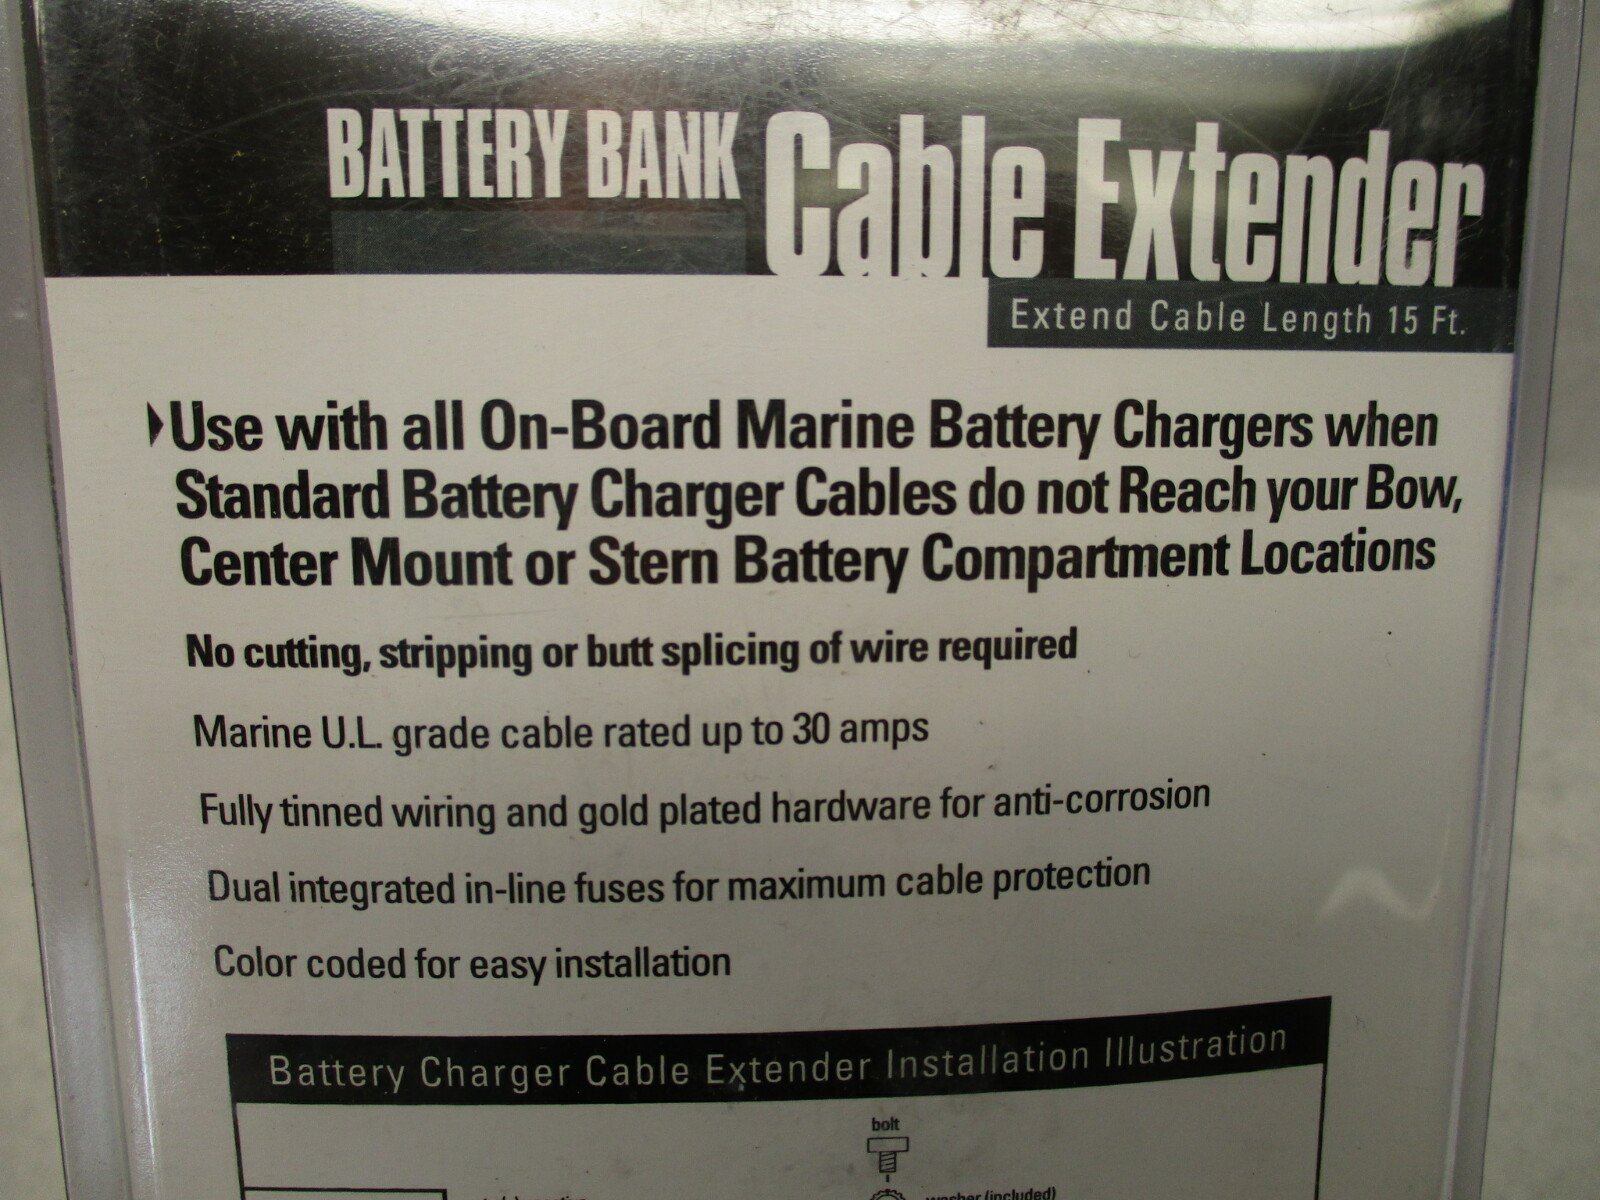 BATTERY BANK Cable Extender
Extend Cable Length 15 Ft.
Use with all On-Board Marine Battery Chargers when
Standard Battery Charger Cables do not Reach your Bow,
Center Mount or Stern Battery Compartment Locations
No cutting, stripping or butt splicing of wire required
Marine U.L. grade cable rated up to 30 amps
Fully tinned wiring and gold plated hardware for anti-corrosion
Dual integrated in-line fuses for maximum cable protection
Color coded for easy installation
Battery Charger Cable Extender Installation Illustration
bolt
washer (included)